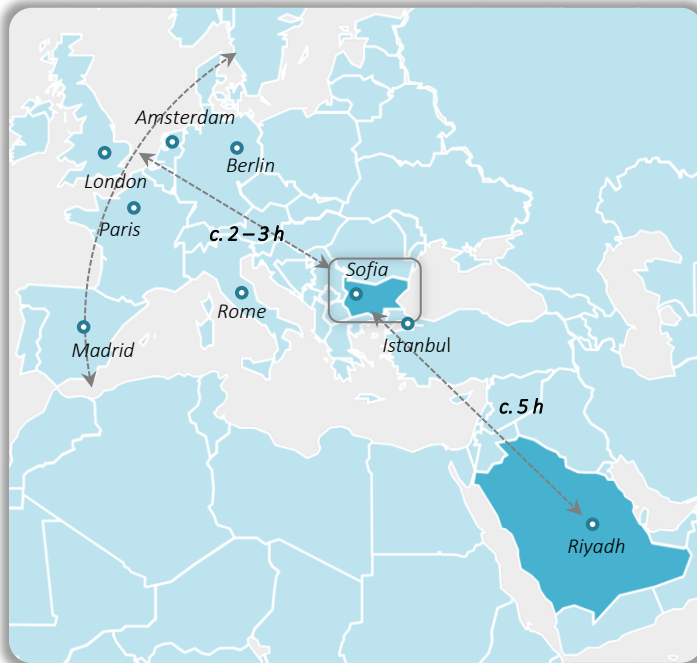 Amsterdam
Berlin
London
Paris
c. 2 – 3 h
Sofia
Rome
Istanbul
Madrid
c. 5 h
Riyadh